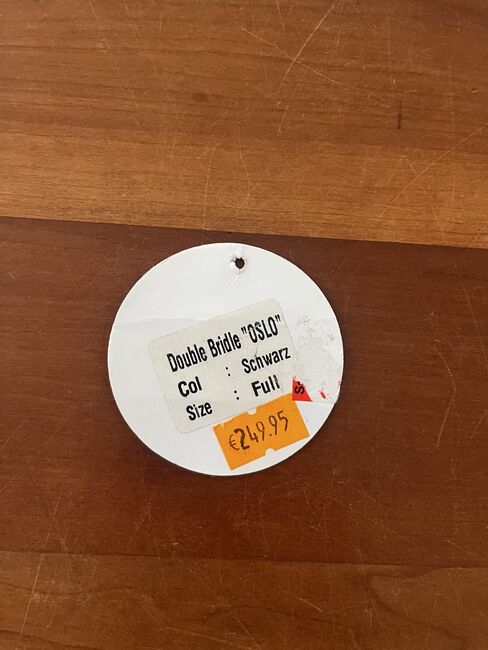 Double Bridle "OSLO"
Col : Schwarz
Size : Full
€249.95